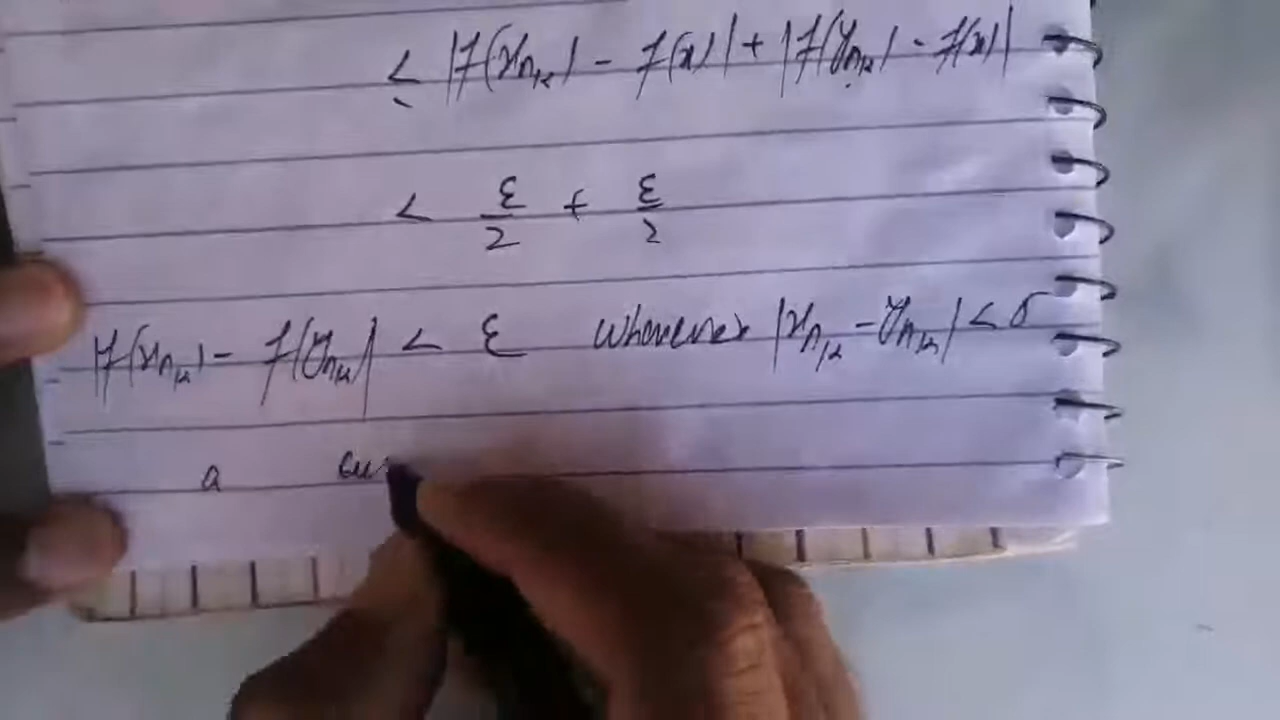 ≤ |f(x_{n_k}) - f(x)| + |f(y_{n_k}) - f(x)|
< ε/2 + ε/2
|f(x_{n_k}) - f(y_{n_k})| < ε whenever |x_{n_k} - y_{n_k}| < δ
a